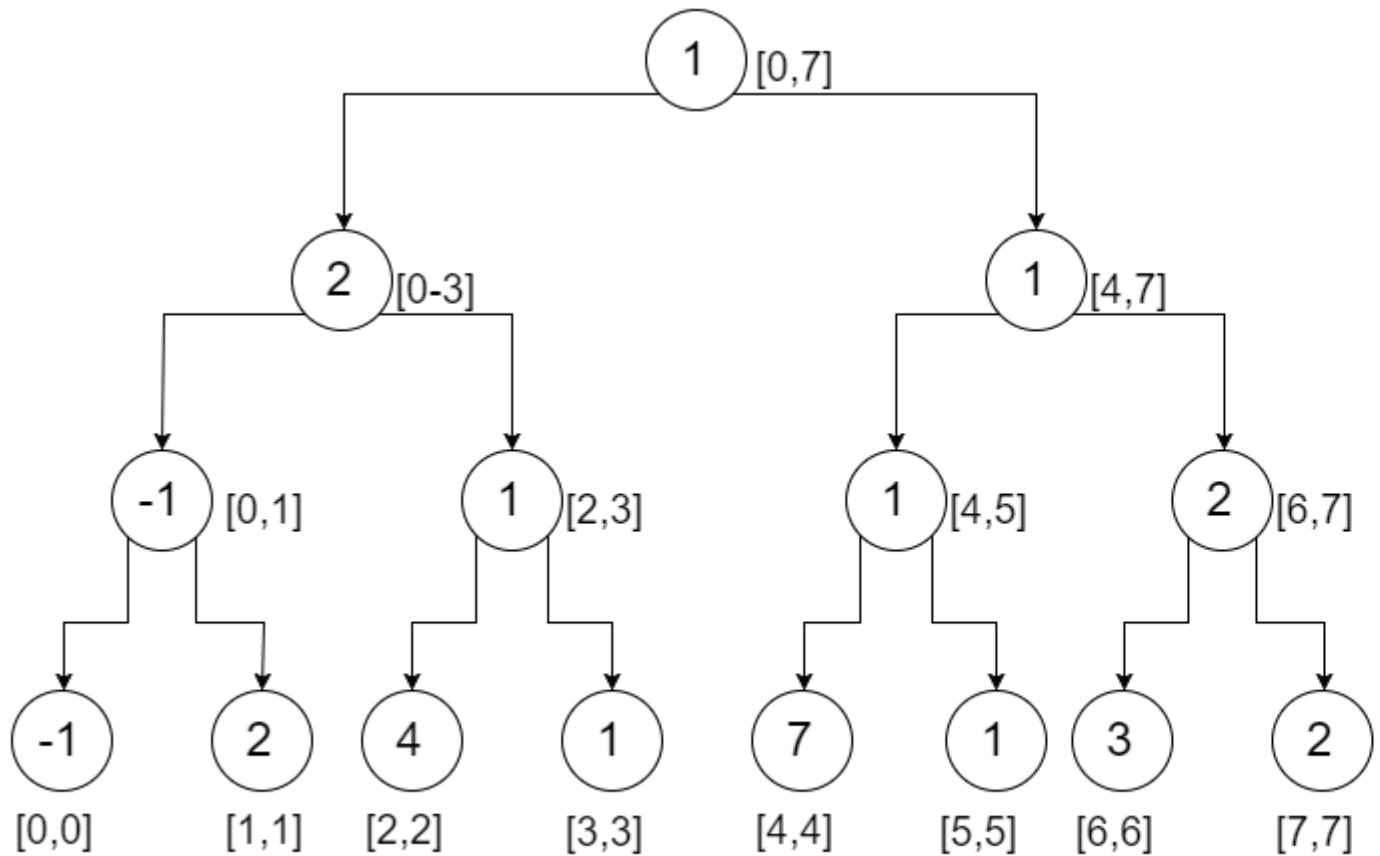 1 [0,7]
2 [0-3] 1 [4,7]
-1 [0,1] 1 [2,3] 1 [4,5] 2 [6,7]
-1 2 4 1 7 1 3 2
[0,0] [1,1] [2,2] [3,3] [4,4] [5,5] [6,6] [7,7]